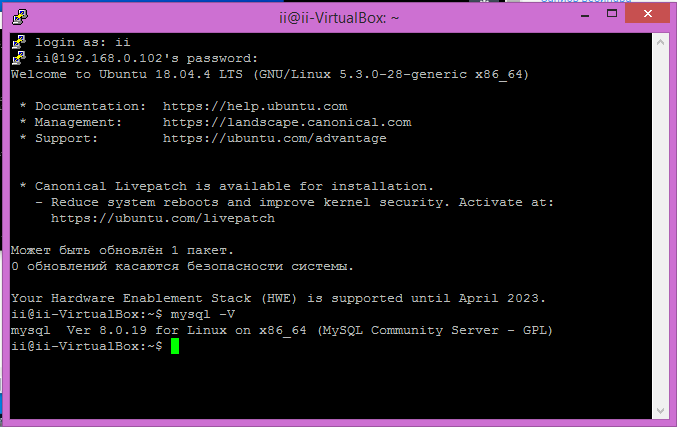 ii@ii-VirtualBox: ~
login as: ii
ii@192.168.0.102's password:
Welcome to Ubuntu 18.04.4 LTS (GNU/Linux 5.3.0-28-generic x86_64)
* Documentation:  https://help.ubuntu.com
* Management:     https://landscape.canonical.com
* Support:        https://ubuntu.com/advantage
* Canonical Livepatch is available for installation.
- Reduce system reboots and improve kernel security. Activate at:
https://ubuntu.com/livepatch
Может быть обновлён 1 пакет.
0 обновлений касаются безопасности системы.
Your Hardware Enablement Stack (HWE) is supported until April 2023.
ii@ii-VirtualBox:~$ mysql -V
mysql  Ver 8.0.19 for Linux on x86_64 (MySQL Community Server - GPL)
ii@ii-VirtualBox:~$